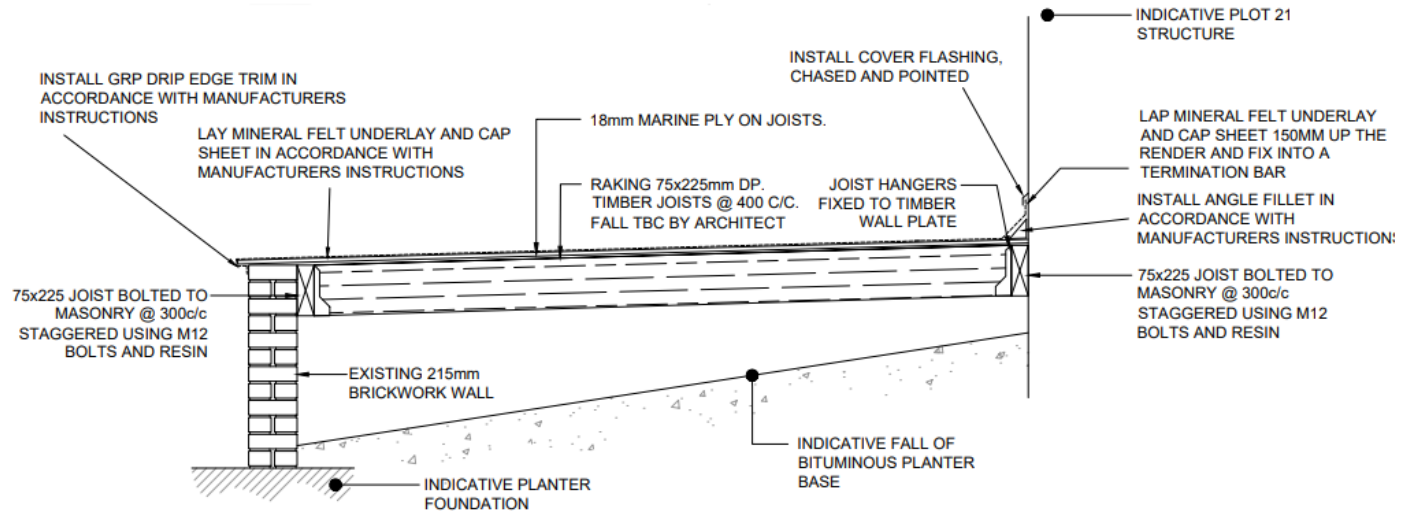 INDICATIVE PLOT 21
STRUCTURE
INSTALL COVER FLASHING,
CHASED AND POINTED
INSTALL GRP DRIP EDGE TRIM IN
ACCORDANCE WITH MANUFACTURERS
INSTRUCTIONS
LAY MINERAL FELT UNDERLAY AND CAP
SHEET IN ACCORDANCE WITH
MANUFACTURERS INSTRUCTIONS
18mm MARINE PLY ON JOISTS.
LAP MINERAL FELT UNDERLAY
AND CAP SHEET 150MM UP THE
RENDER AND FIX INTO A
TERMINATION BAR
RAKING 75x225mm DP.
TIMBER JOISTS @ 400 C/C.
FALL TBC BY ARCHITECT
JOIST HANGERS
FIXED TO TIMBER
WALL PLATE
INSTALL ANGLE FILLET IN
ACCORDANCE WITH
MANUFACTURERS INSTRUCTIONS
75x225 JOIST BOLTED TO
MASONRY @ 300c/c
STAGGERED USING M12
BOLTS AND RESIN
75x225 JOIST BOLTED TO
MASONRY @ 300c/c
STAGGERED USING M12
BOLTS AND RESIN
EXISTING 215mm
BRICKWORK WALL
INDICATIVE FALL OF
BITUMINOUS PLANTER
BASE
INDICATIVE PLANTER
FOUNDATION